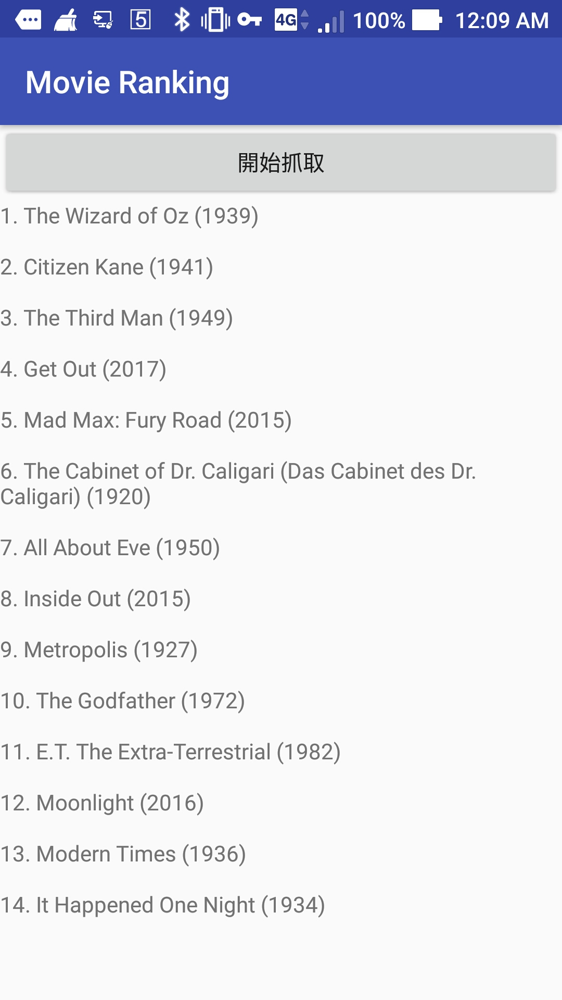 5 4G 100% 12:09 AM
Movie Ranking
開始抓取
1. The Wizard of Oz (1939)
2. Citizen Kane (1941)
3. The Third Man (1949)
4. Get Out (2017)
5. Mad Max: Fury Road (2015)
6. The Cabinet of Dr. Caligari (Das Cabinet des Dr.
Caligari) (1920)
7. All About Eve (1950)
8. Inside Out (2015)
9. Metropolis (1927)
10. The Godfather (1972)
11. E.T. The Extra-Terrestrial (1982)
12. Moonlight (2016)
13. Modern Times (1936)
14. It Happened One Night (1934)